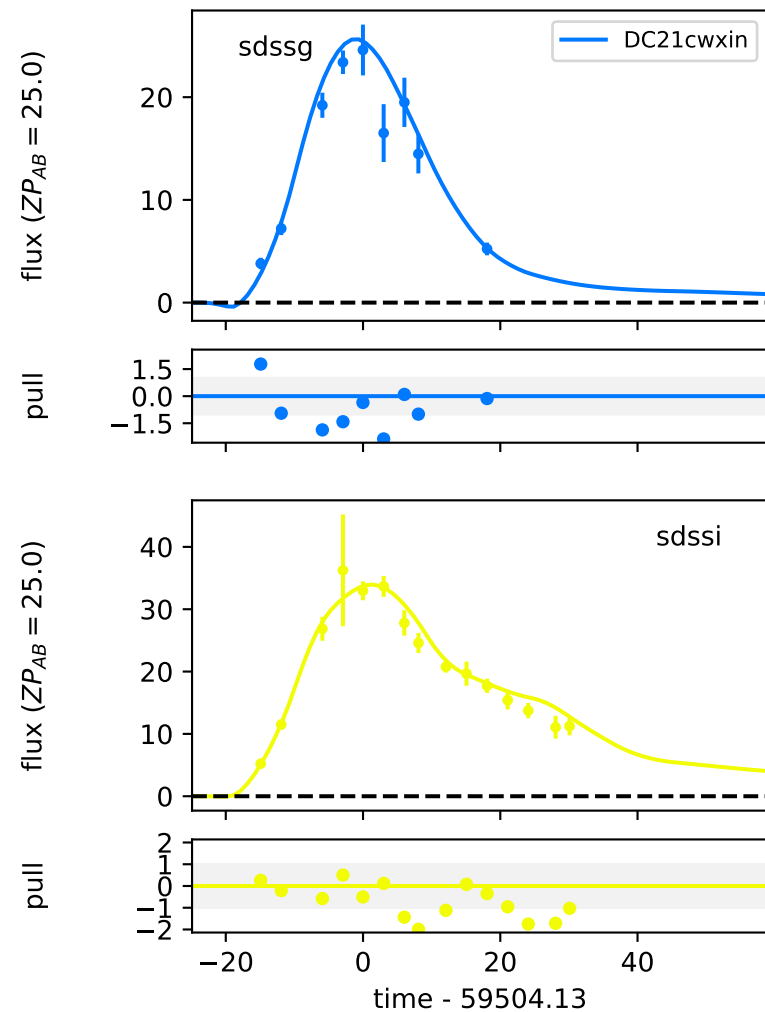 sdssg
DC21cwxin
flux (ZP_AB = 25.0)
20
10
0
pull
1.5
0.0
−1.5
sdssi
flux (ZP_AB = 25.0)
40
30
20
10
0
pull
2
1
0
−1
−2
−20 0 20 40
time - 59504.13